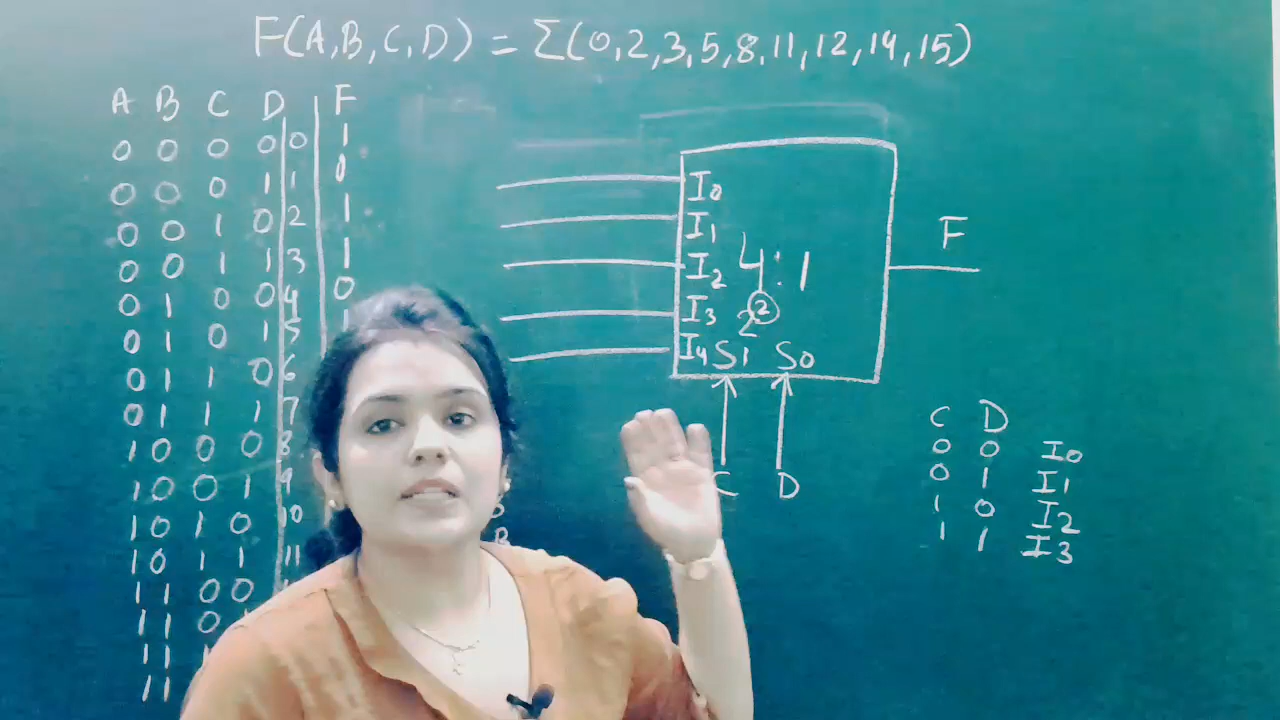 F(A,B,C,D) = Σ(0,2,3,5,8,11,12,14,15)
A B C D F
0 0 0 0 0 1
0 0 0 1 1 0
0 0 1 0 2 1
0 0 1 1 3 1
0 1 0 0 4 0
0 1 0 1 5
0 1 1 0 6
0 1 1 1 7
1 0 0 0 8
1 0 0 1 9
1 0 1 0 10
1 0 1 1 11
1 1 0 0
1 1 0
1 1
1 1
I0
I1
I2 4:1
I3 2②
I4 S1 S0
F
C D
C D
0 0 I0
0 1 I1
1 0 I2
1 1 I3